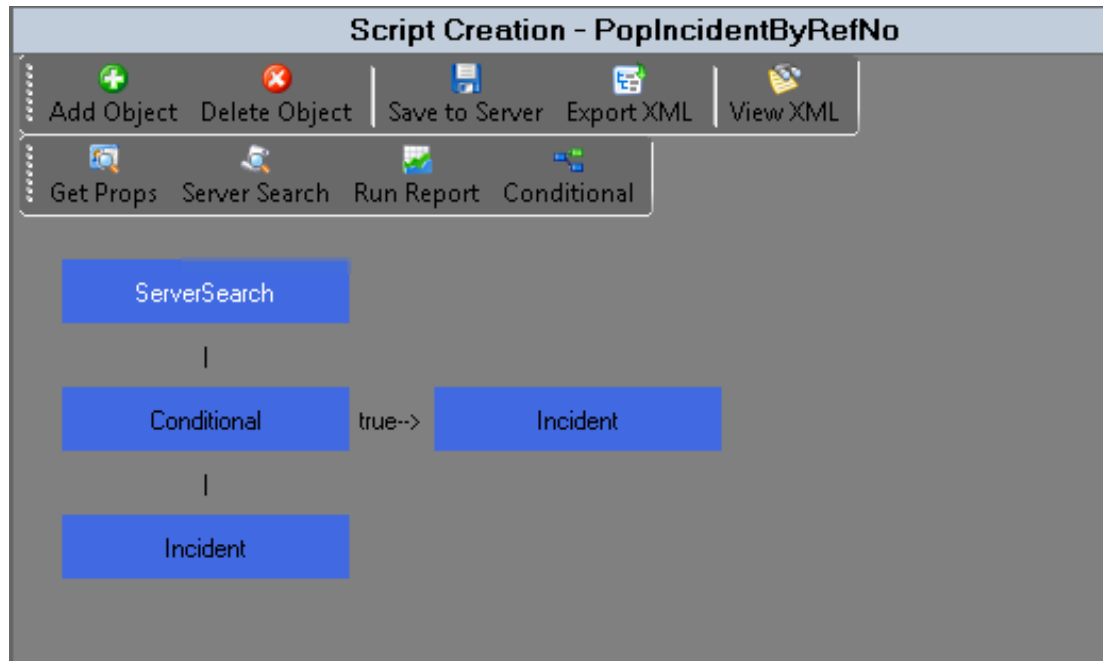 Script Creation - PopIncidentByRefNo
Add Object Delete Object Save to Server Export XML View XML
Get Props Server Search Run Report Conditional
ServerSearch
Conditional true--> Incident
Incident